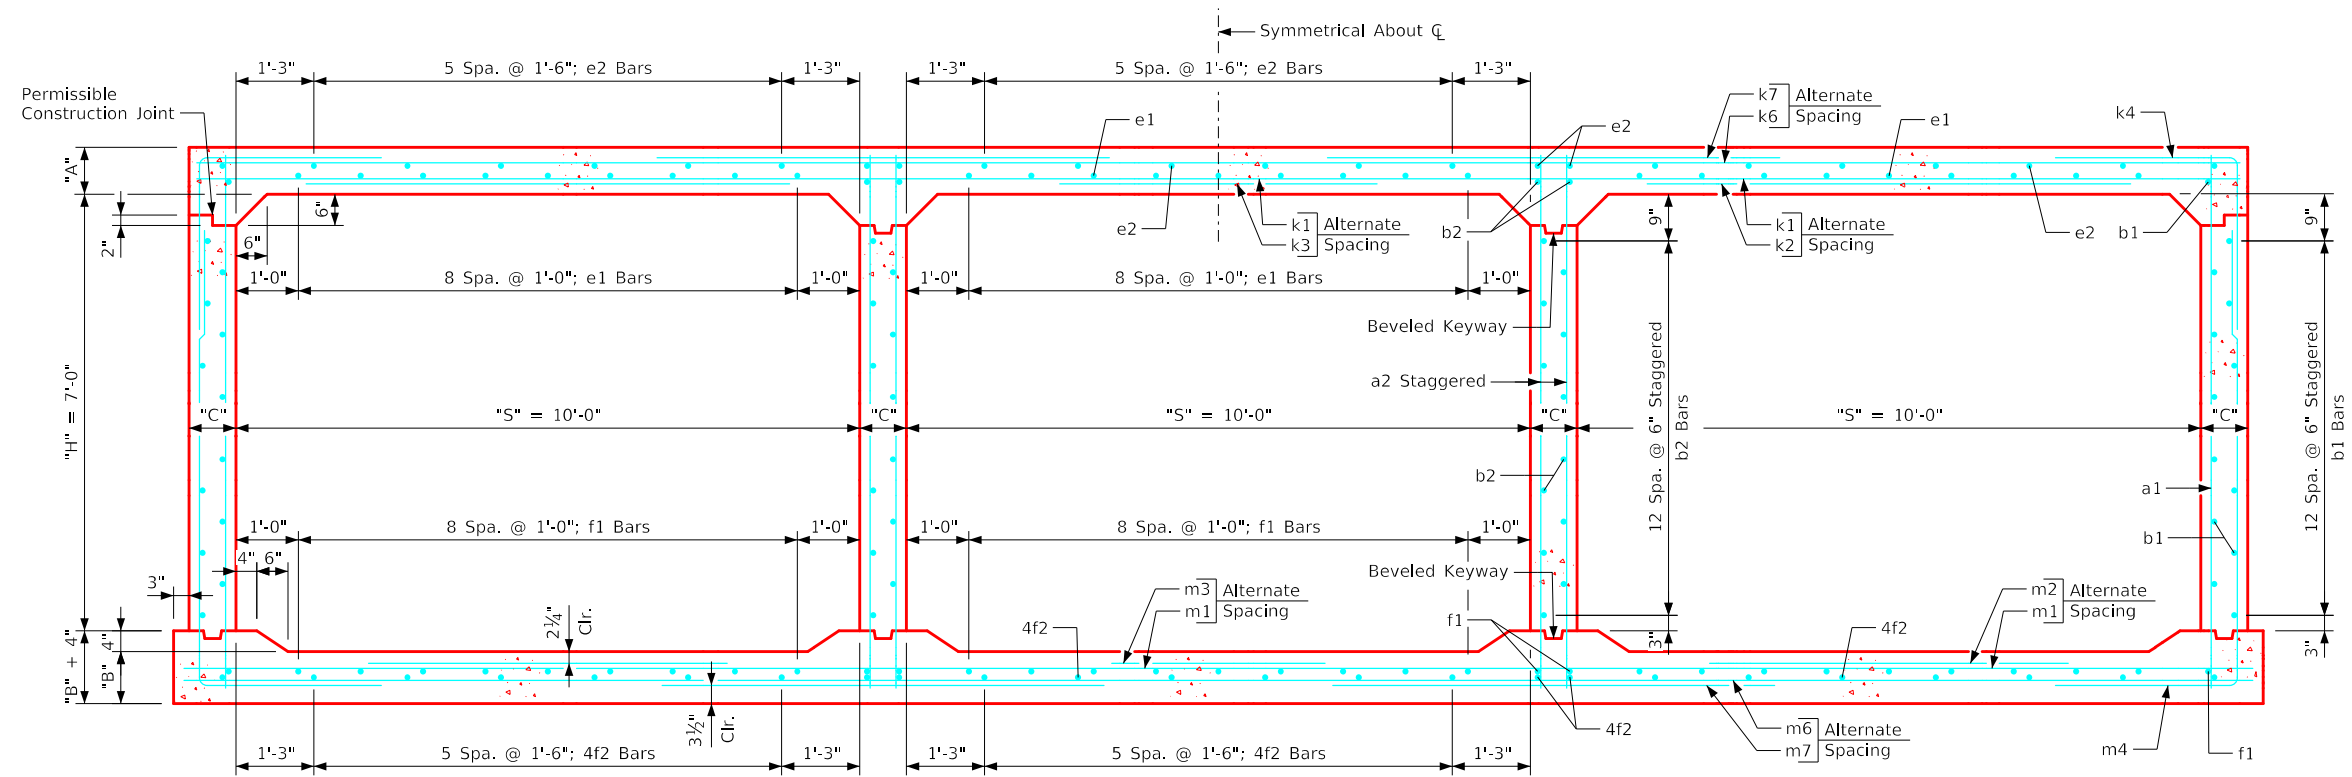 Symmetrical About ℄
1'-3"
5 Spa. @ 1'-6"; e2 Bars
1'-3"
1'-3"
5 Spa. @ 1'-6"; e2 Bars
1'-3"
Permissible
Construction Joint
e1
e2
k7
k6
Alternate
Spacing
e1
k4
"A"
6"
2"
6"
e2
k1
k3
Alternate
Spacing
b2
k1
k2
Alternate
Spacing
e2
b1
9"
9"
1'-0"
8 Spa. @ 1'-0"; e1 Bars
1'-0"
1'-0"
8 Spa. @ 1'-0"; e1 Bars
1'-0"
Beveled Keyway
a2 Staggered
"H" = 7'-0"
"C"
"S" = 10'-0"
"C"
"S" = 10'-0"
"C"
"S" = 10'-0"
"C"
12 Spa. @ 6" Staggered
b2 Bars
12 Spa. @ 6" Staggered
b1 Bars
b2
a1
b1
1'-0"
8 Spa. @ 1'-0"; f1 Bars
1'-0"
1'-0"
8 Spa. @ 1'-0"; f1 Bars
1'-0"
4"
6"
3"
Beveled Keyway
2¼"
Clr.
m3
m1
Alternate
Spacing
4f2
f1
m2
m1
Alternate
Spacing
4f2
3"
3"
"B" + 4"
4"
"B"
3½"
Clr.
4f2
m6
m7
Alternate
Spacing
m4
f1
1'-3"
5 Spa. @ 1'-6"; 4f2 Bars
1'-3"
1'-3"
5 Spa. @ 1'-6"; 4f2 Bars
1'-3"